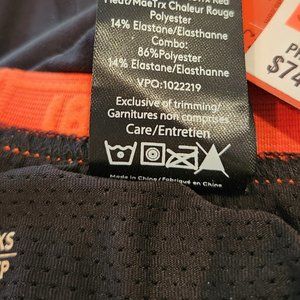 Heat/MaeTrx Chaleur Rouge
Polyester
14% Elastane/Elasthanne
Combo:
86%Polyester
14% Elastane/Elasthanne
VPO:1022219
Exclusive of trimming/
Garnitures non comprises
Care/Entretien
Made in China/Fabriqué en Chine
$74
XS
P